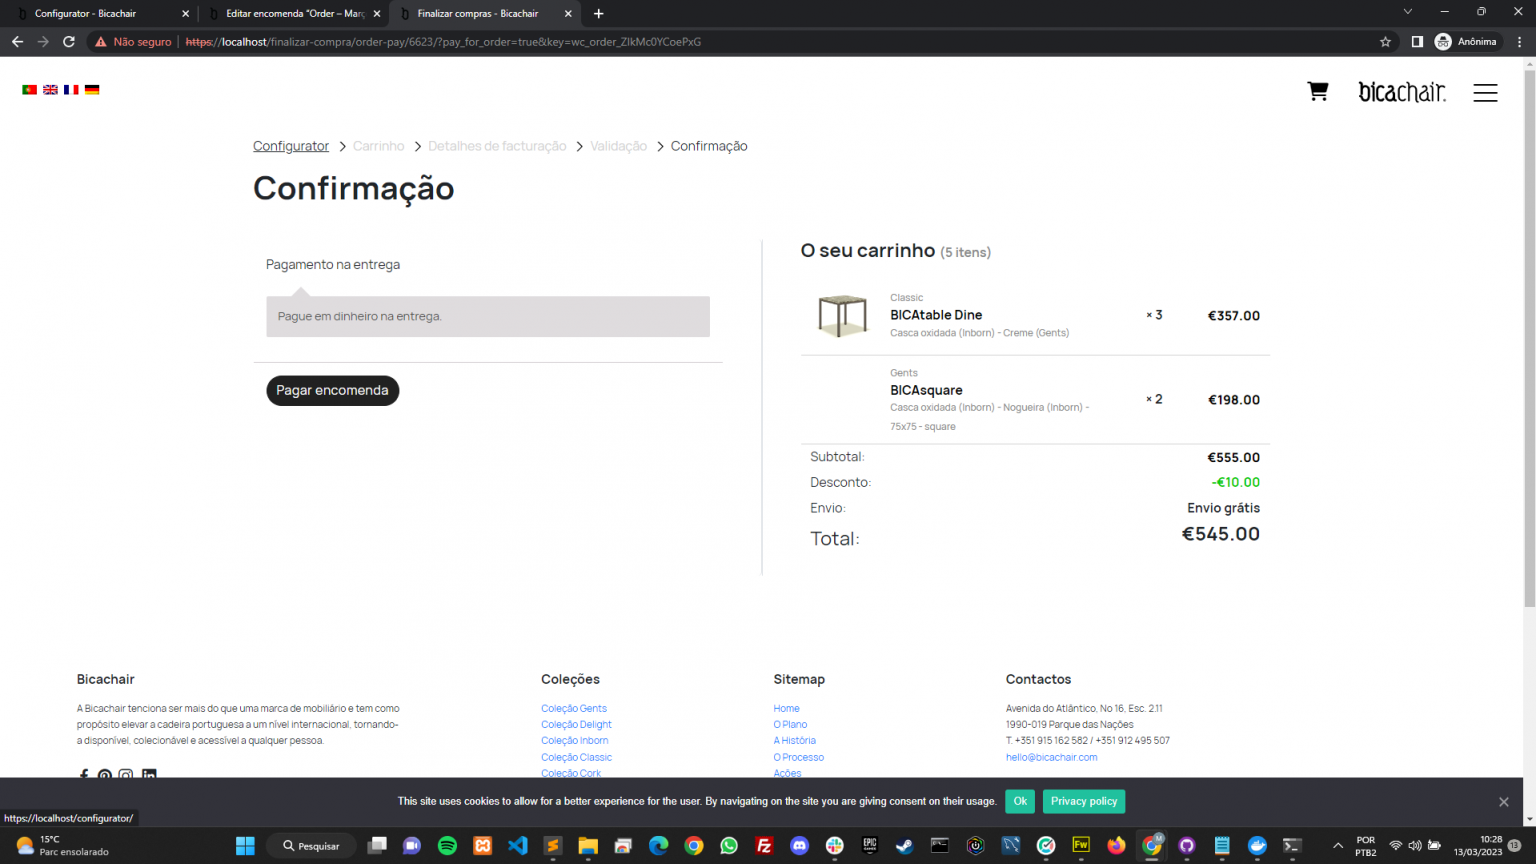 Configurator - Bicachair
Editar encomenda “Order – Març
Finalizar compras - Bicachair
Não seguro
https://localhost/finalizar-compra/order-pay/6623/?pay_for_order=true&key=wc_order_ZIkMc0YCoePxG
Anônima
bicachair.
Configurator > Carrinho > Detalhes de facturação > Validação > Confirmação
Confirmação
Pagamento na entrega
Pague em dinheiro na entrega.
Pagar encomenda
O seu carrinho (5 itens)
Classic
BICAtable Dine
Casca oxidada (Inborn) - Creme (Gents)
× 3
€357.00
Gents
BICAsquare
Casca oxidada (Inborn) - Nogueira (Inborn) -
75x75 - square
× 2
€198.00
Subtotal: €555.00
Desconto: -€10.00
Envio: Envio grátis
Total: €545.00
Bicachair
A Bicachair tenciona ser mais do que uma marca de mobiliário e tem como
propósito elevar a cadeira portuguesa a um nível internacional, tornando-
a disponível, colecionável e acessível a qualquer pessoa.
Coleções
Coleção Gents
Coleção Delight
Coleção Inborn
Coleção Classic
Coleção Cork
Sitemap
Home
O Plano
A História
O Processo
Ações
Contactos
Avenida do Atlântico, No 16, Esc. 2.11
1990-019 Parque das Nações
T. +351 915 162 582 / +351 912 495 507
hello@bicachair.com
This site uses cookies to allow for a better experience for the user. By navigating on the site you are giving consent on their usage.
Ok
Privacy policy
https://localhost/configurator/
15°C
Parc ensolarado
Pesquisar
EPIC
Fw
M
POR
PTB2
10:28
13/03/2023
13